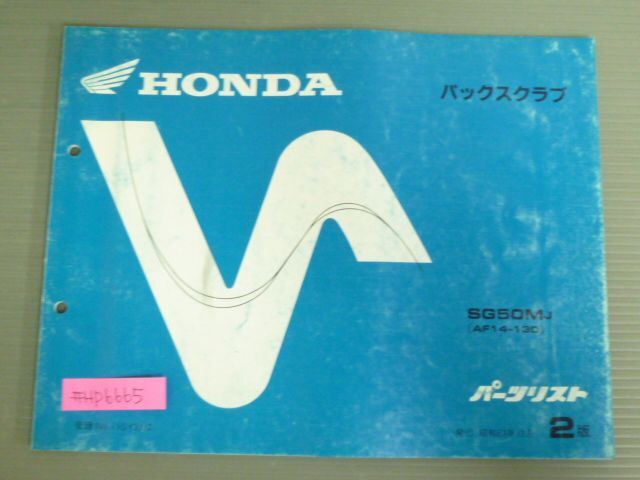 HONDA
パックスクラブ
SG50MJ
(AF14-130)
パーツリスト
#HD6665
2版